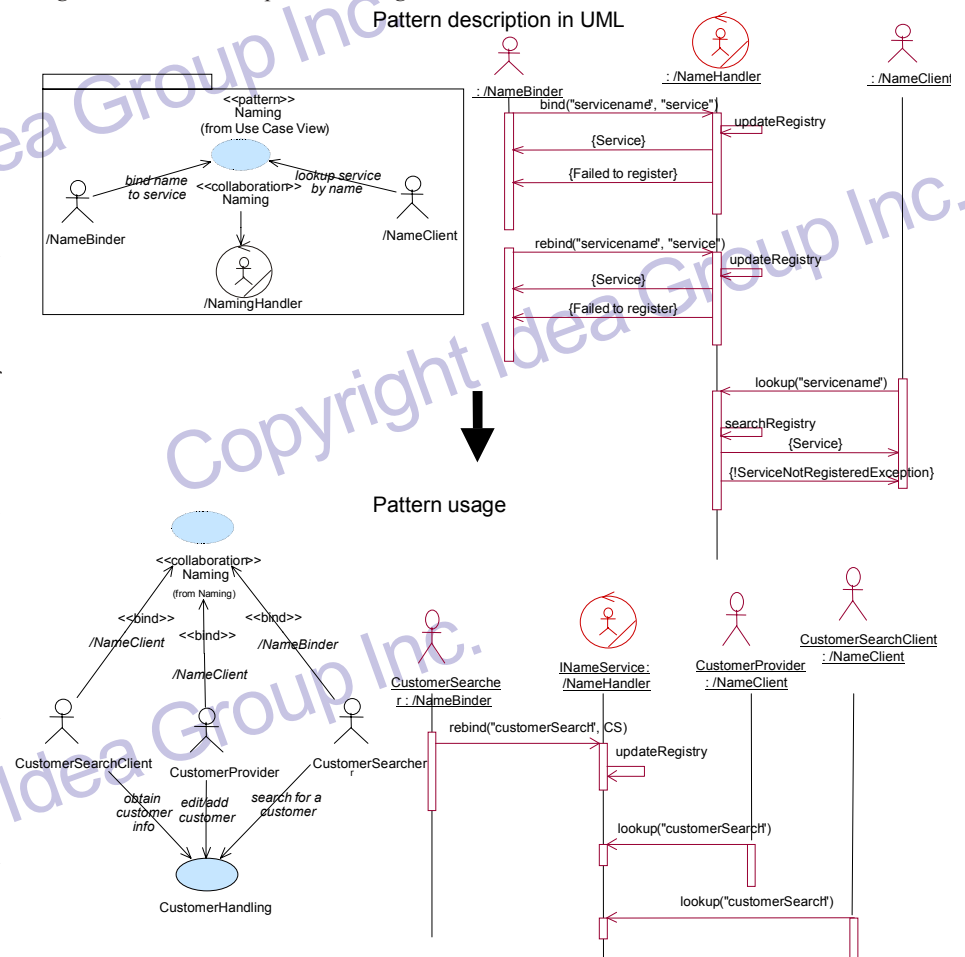 Pattern description in UML
<<pattern>>
Naming
(from Use Case View)
bind name
to service
<<collaboration>>
Naming
lookup service
by name
/NameBinder
/NameClient
/NamingHandler
: /NameBinder
: /NameHandler
: /NameClient
bind("servicename", "service")
updateRegistry
{Service}
{Failed to register}
rebind("servicename", "service")
updateRegistry
{Service}
{Failed to register}
lookup("servicename")
searchRegistry
{Service}
{!ServiceNotRegisteredException}
Pattern usage
<<collaboration>>
Naming
(from Naming)
<<bind>>
/NameClient
<<bind>>
/NameClient
<<bind>>
/NameBinder
CustomerSearchClient
CustomerProvider
CustomerSearcher
r
obtain
customer
info
edit/add
customer
search for a
customer
CustomerHandling
CustomerSearche
r : /NameBinder
INameService:
/NameHandler
CustomerProvider
: /NameClient
CustomerSearchClient
: /NameClient
rebind("customerSearch", CS)
updateRegistry
lookup("customerSearch")
lookup("customerSearch")
Idea Group Inc.
Copyright Idea Group Inc.
Idea Group Inc.